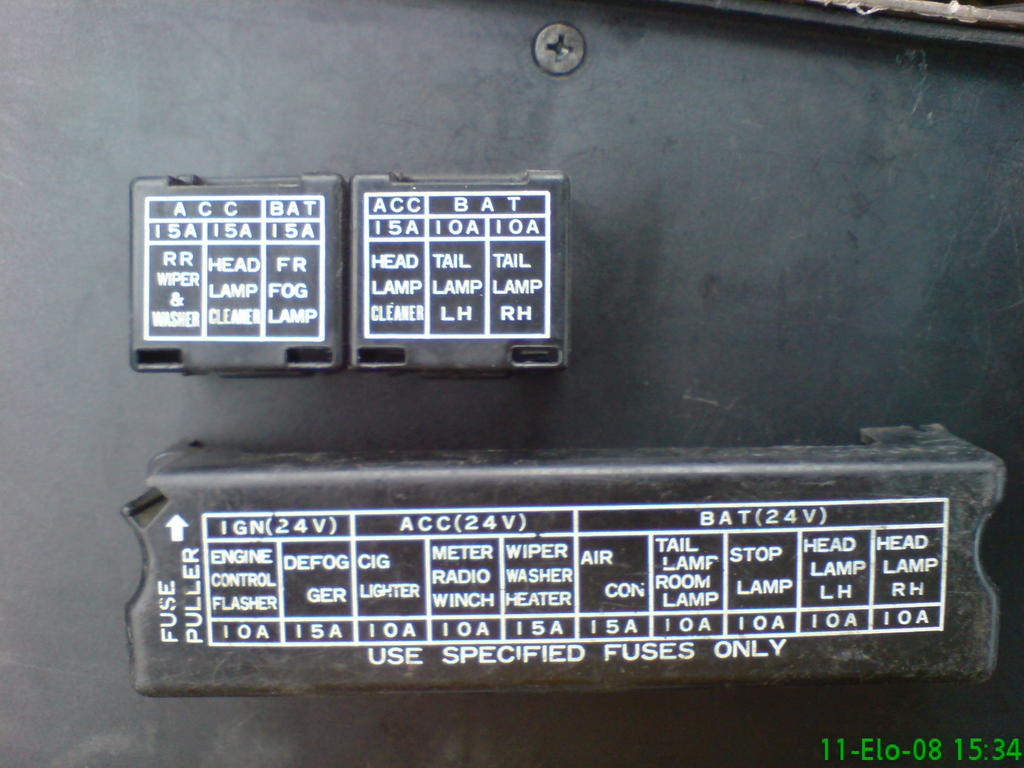 A C C BAT
15A 15A 15A
RR WIPER & WASHER
HEAD LAMP CLEANER
FR FOG LAMP
ACC B A T
15A 10A 10A
HEAD LAMP CLEANER
TAIL LAMP LH
TAIL LAMP RH
FUSE PULLER
IGN(24V) ACC(24V) BAT(24V)
ENGINE CONTROL FLASHER
DEFOG GER
CIG LIGHTER
METER RADIO WINCH
WIPER WASHER HEATER
AIR CON
TAIL LAMP ROOM LAMP
STOP LAMP
HEAD LAMP LH
HEAD LAMP RH
10A 15A 10A 10A 15A 15A 10A 10A 10A 10A
USE SPECIFIED FUSES ONLY
11-Elo-08 15:34